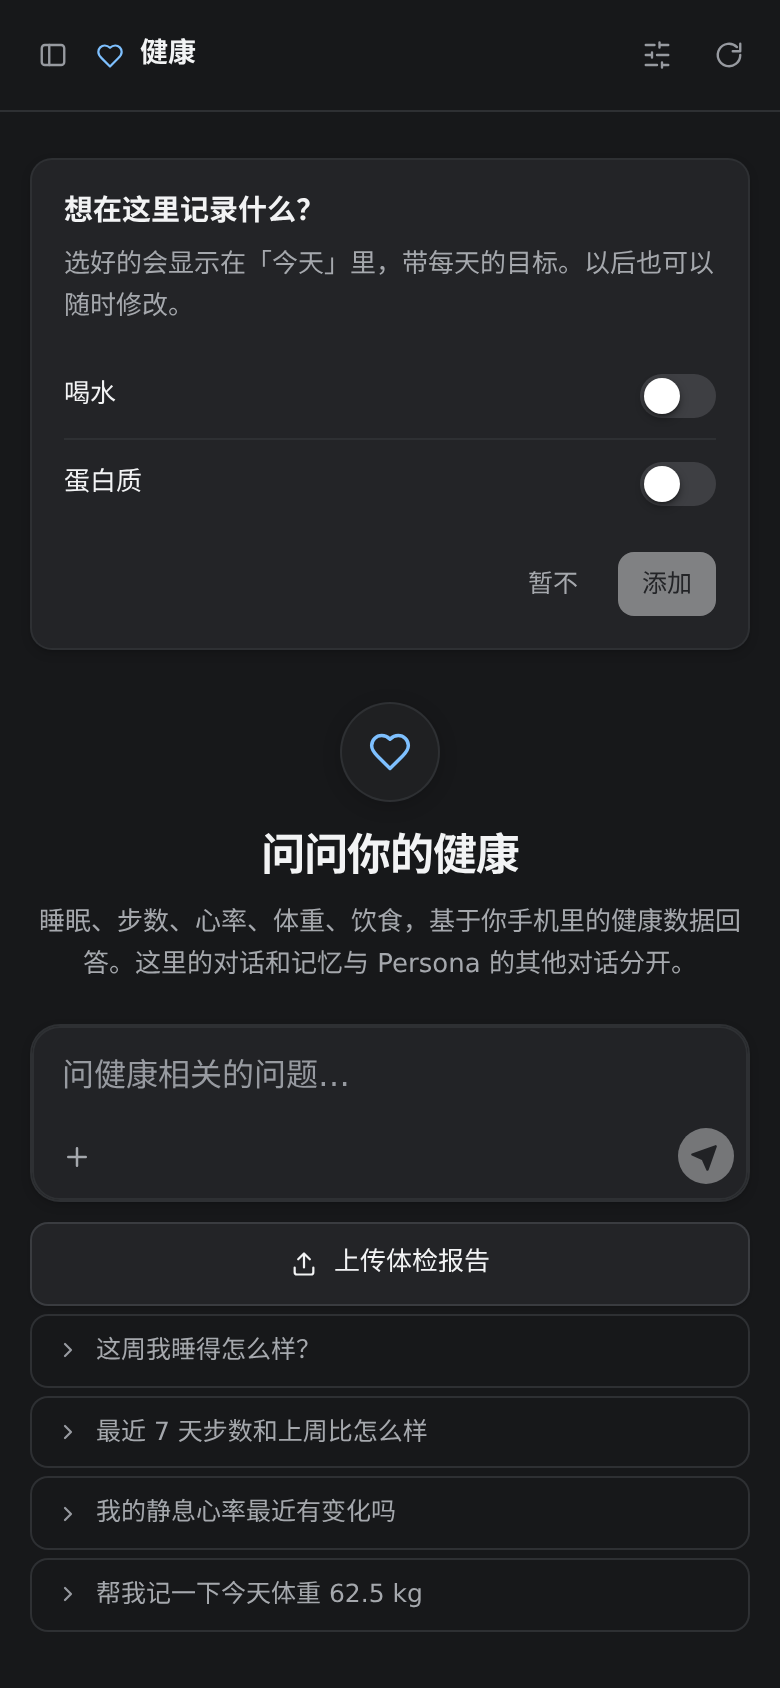 健康
想在这里记录什么？
选好的会显示在「今天」里，带每天的目标。以后也可以
随时修改。
喝水
蛋白质
暂不
添加
问问你的健康
睡眠、步数、心率、体重、饮食，基于你手机里的健康数据回
答。这里的对话和记忆与 Persona 的其他对话分开。
问健康相关的问题…
上传体检报告
这周我睡得怎么样？
最近 7 天步数和上周比怎么样
我的静息心率最近有变化吗
帮我记一下今天体重 62.5 kg